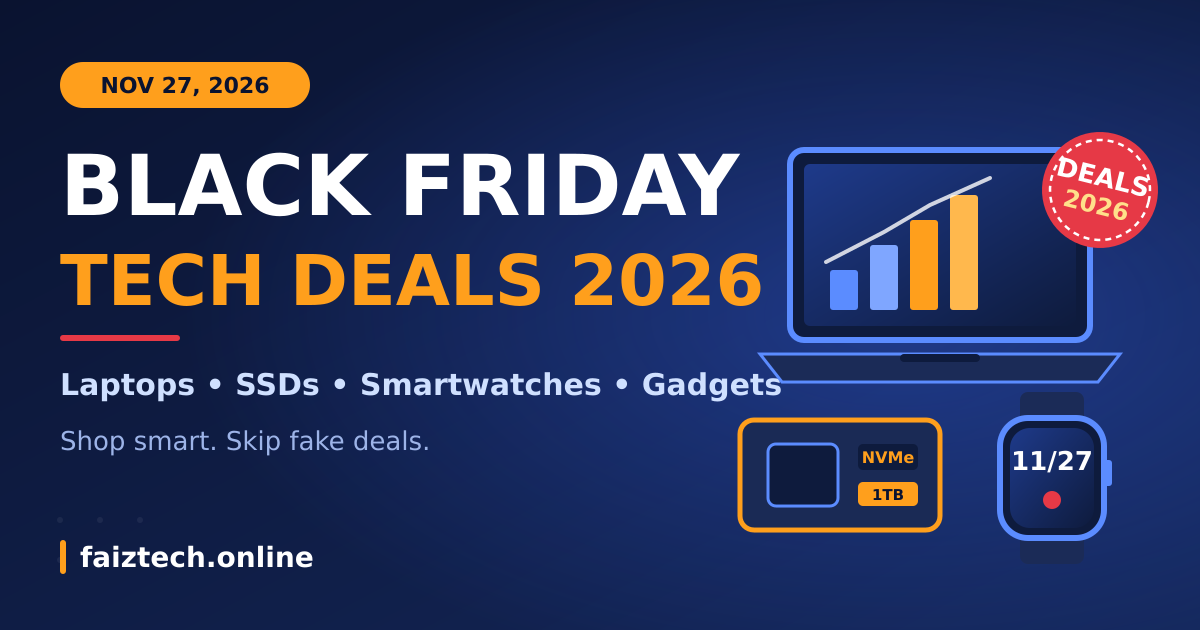 NOV 27, 2026
BLACK FRIDAY
TECH DEALS 2026
Laptops • SSDs • Smartwatches • Gadgets
Shop smart. Skip fake deals.
faiztech.online
DEALS
2026
NVMe
1TB
11/27